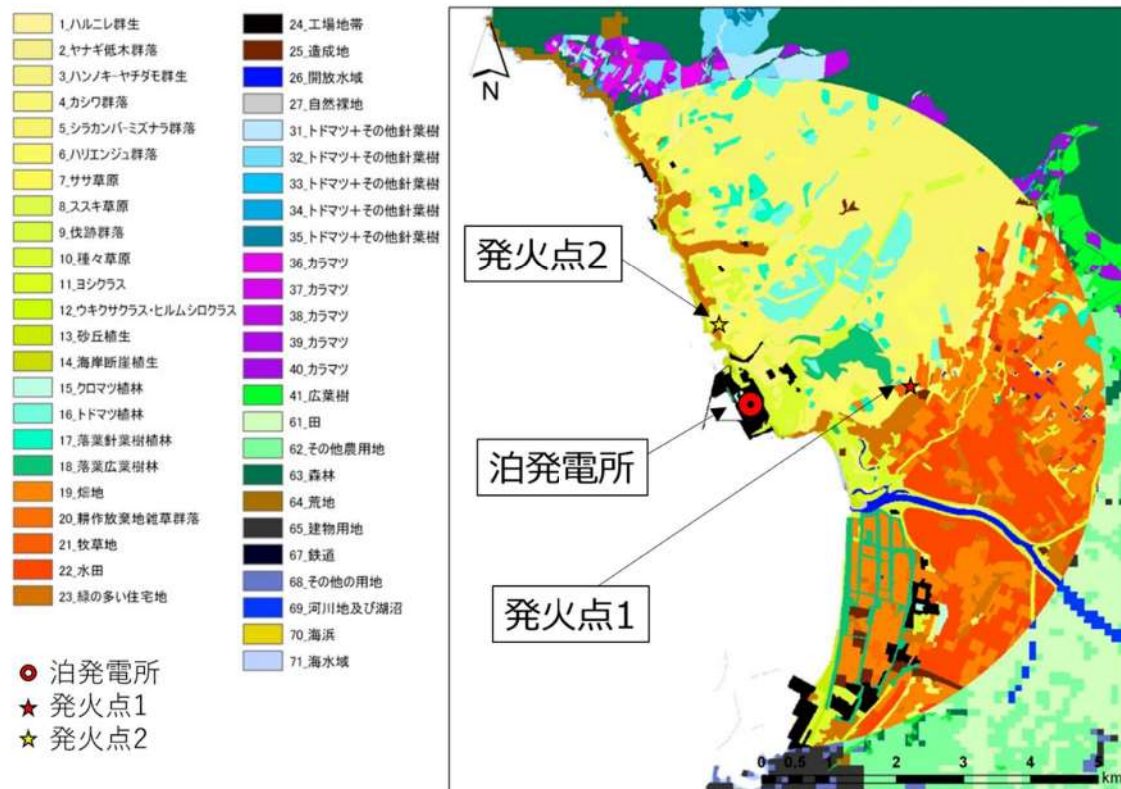 1_ハルニレ群生
2_ヤナギ低木群落
3_ハンノキ-ヤチダモ群生
4_カシワ群落
5_シラカンバ-ミズナラ群落
6_ハリエンジュ群落
7_ササ草原
8_ススキ草原
9_伐跡群落
10_種々草原
11_ヨシクラス
12_ウキクサクラス・ヒルムシロクラス
13_砂丘植生
14_海岸断崖植生
15_クロマツ植林
16_トドマツ植林
17_落葉針葉樹植林
18_落葉広葉樹林
19_畑地
20_耕作放棄地雑草群落
21_牧草地
22_水田
23_緑の多い住宅地
24_工場地帯
25_造成地
26_開放水域
27_自然裸地
31_トドマツ+その他針葉樹
32_トドマツ+その他針葉樹
33_トドマツ+その他針葉樹
34_トドマツ+その他針葉樹
35_トドマツ+その他針葉樹
36_カラマツ
37_カラマツ
38_カラマツ
39_カラマツ
40_カラマツ
41_広葉樹
61_田
62_その他農用地
63_森林
64_荒地
65_建物用地
67_鉄道
68_その他の用地
69_河川地及び湖沼
70_海浜
71_海水域
泊発電所
発火点1
発火点2
N
発火点2
泊発電所
発火点1
0 0.5 1 2 3 4 5
km